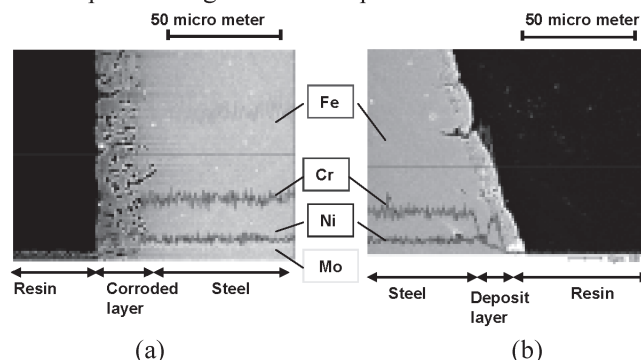 50 micro meter
50 micro meter
Fe
Cr
Ni
Mo
Resin
Corroded
layer
Steel
Steel
Deposit
layer
Resin
(a)
(b)